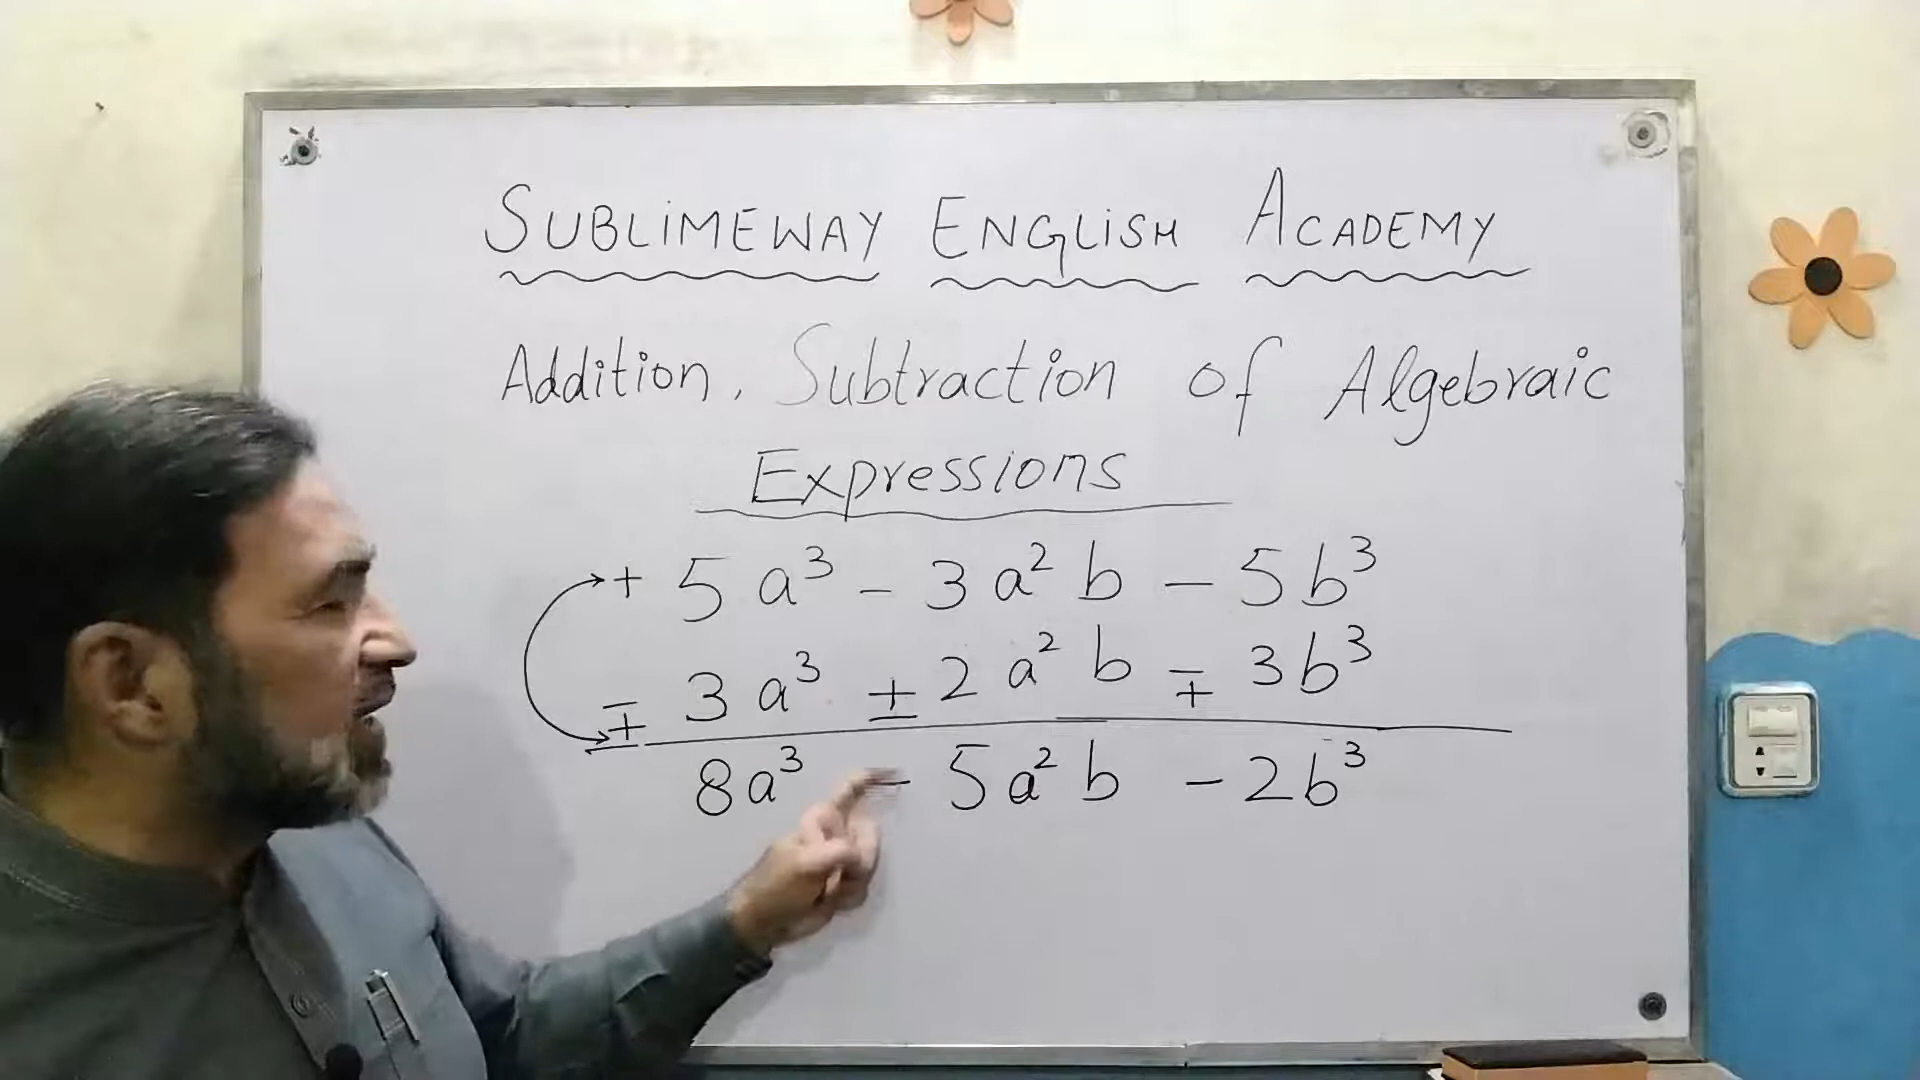 SUBLIMEWAY ENGLISH ACADEMY
Addition, Subtraction of Algebraic
Expressions
+ 5a³ - 3a²b - 5b³
∓ 3a³ ± 2a²b ∓ 3b³
8a³ - 5a²b - 2b³